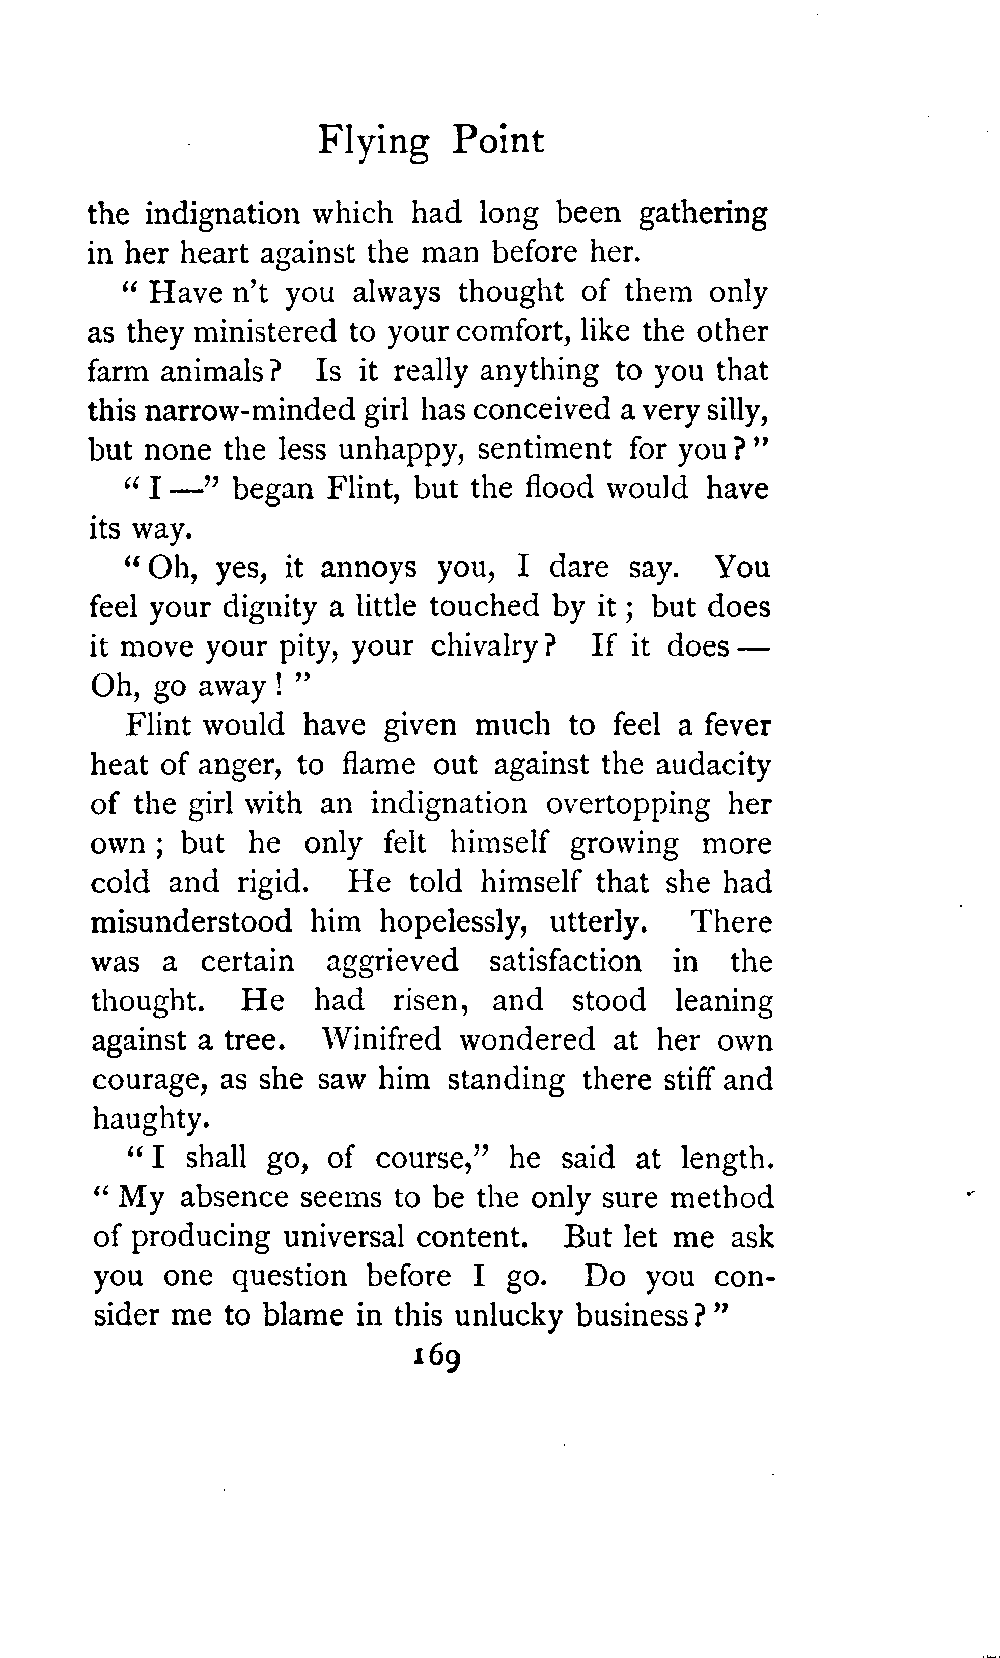 Flying Point
the indignation which had long been gathering
in her heart against the man before her.
“ Have n’t you always thought of them only
as they ministered to your comfort, like the other
farm animals? Is it really anything to you that
this narrow-minded girl has conceived a very silly,
but none the less unhappy, sentiment for you?”
“ I —” began Flint, but the flood would have
its way.
“ Oh, yes, it annoys you, I dare say. You
feel your dignity a little touched by it ; but does
it move your pity, your chivalry? If it does —
Oh, go away ! ”
Flint would have given much to feel a fever
heat of anger, to flame out against the audacity
of the girl with an indignation overtopping her
own ; but he only felt himself growing more
cold and rigid. He told himself that she had
misunderstood him hopelessly, utterly. There
was a certain aggrieved satisfaction in the
thought. He had risen, and stood leaning
against a tree. Winifred wondered at her own
courage, as she saw him standing there stiff and
haughty.
“ I shall go, of course,” he said at length.
“ My absence seems to be the only sure method
of producing universal content. But let me ask
you one question before I go. Do you con-
sider me to blame in this unlucky business? ”
169